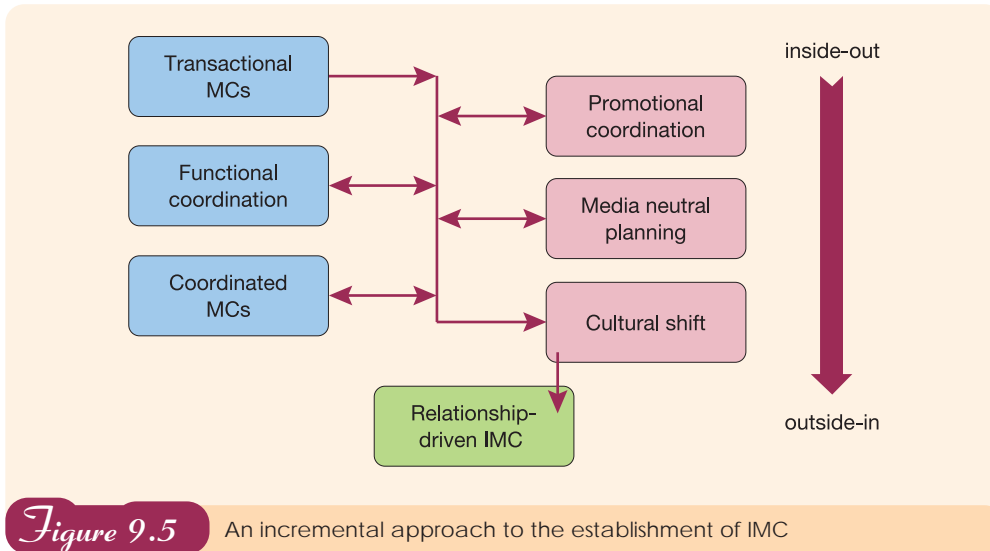 Transactional
MCs
inside-out
Promotional
coordination
Functional
coordination
Media neutral
planning
Coordinated
MCs
Cultural shift
Relationship-
driven IMC
outside-in
Figure 9.5 An incremental approach to the establishment of IMC